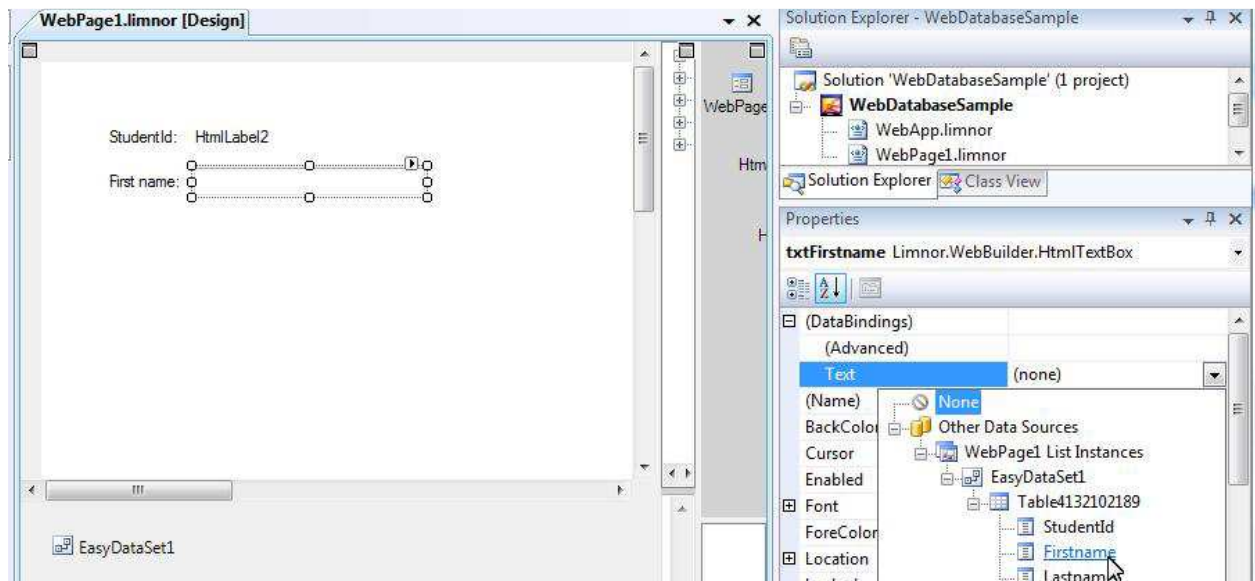 WebPage1.limnor [Design]
StudentId: HtmlLabel2
First name:
EasyDataSet1
WebPage
Htm
H
Solution Explorer - WebDatabaseSample
Solution 'WebDatabaseSample' (1 project)
WebDatabaseSample
WebApp.limnor
WebPage1.limnor
Solution Explorer Class View
Properties
txtFirstname Limnor.WebBuilder.HtmlTextBox
(DataBindings)
(Advanced)
Text (none)
(Name)
BackColor
Cursor
Enabled
Font
ForeColor
Location
None
Other Data Sources
WebPage1 List Instances
EasyDataSet1
Table4132102189
StudentId
Firstname
Lastname